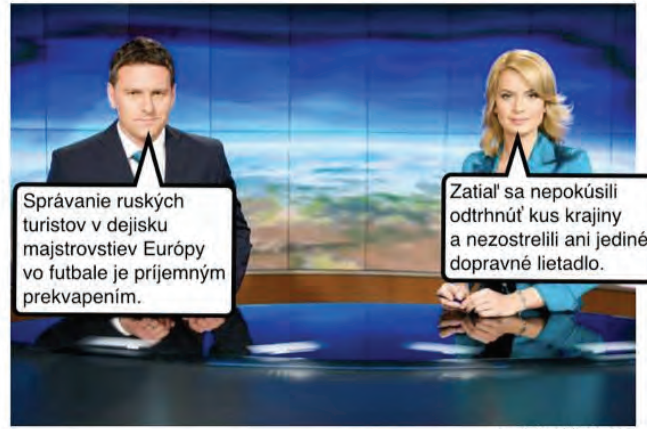 Správanie ruských
turistov v dejisku
majstrovstiev Európy
vo futbale je príjemným
prekvapením.
Zatiaľ sa nepokúsili
odtrhnúť kus krajiny
a nezostrelili ani jediné
dopravné lietadlo.